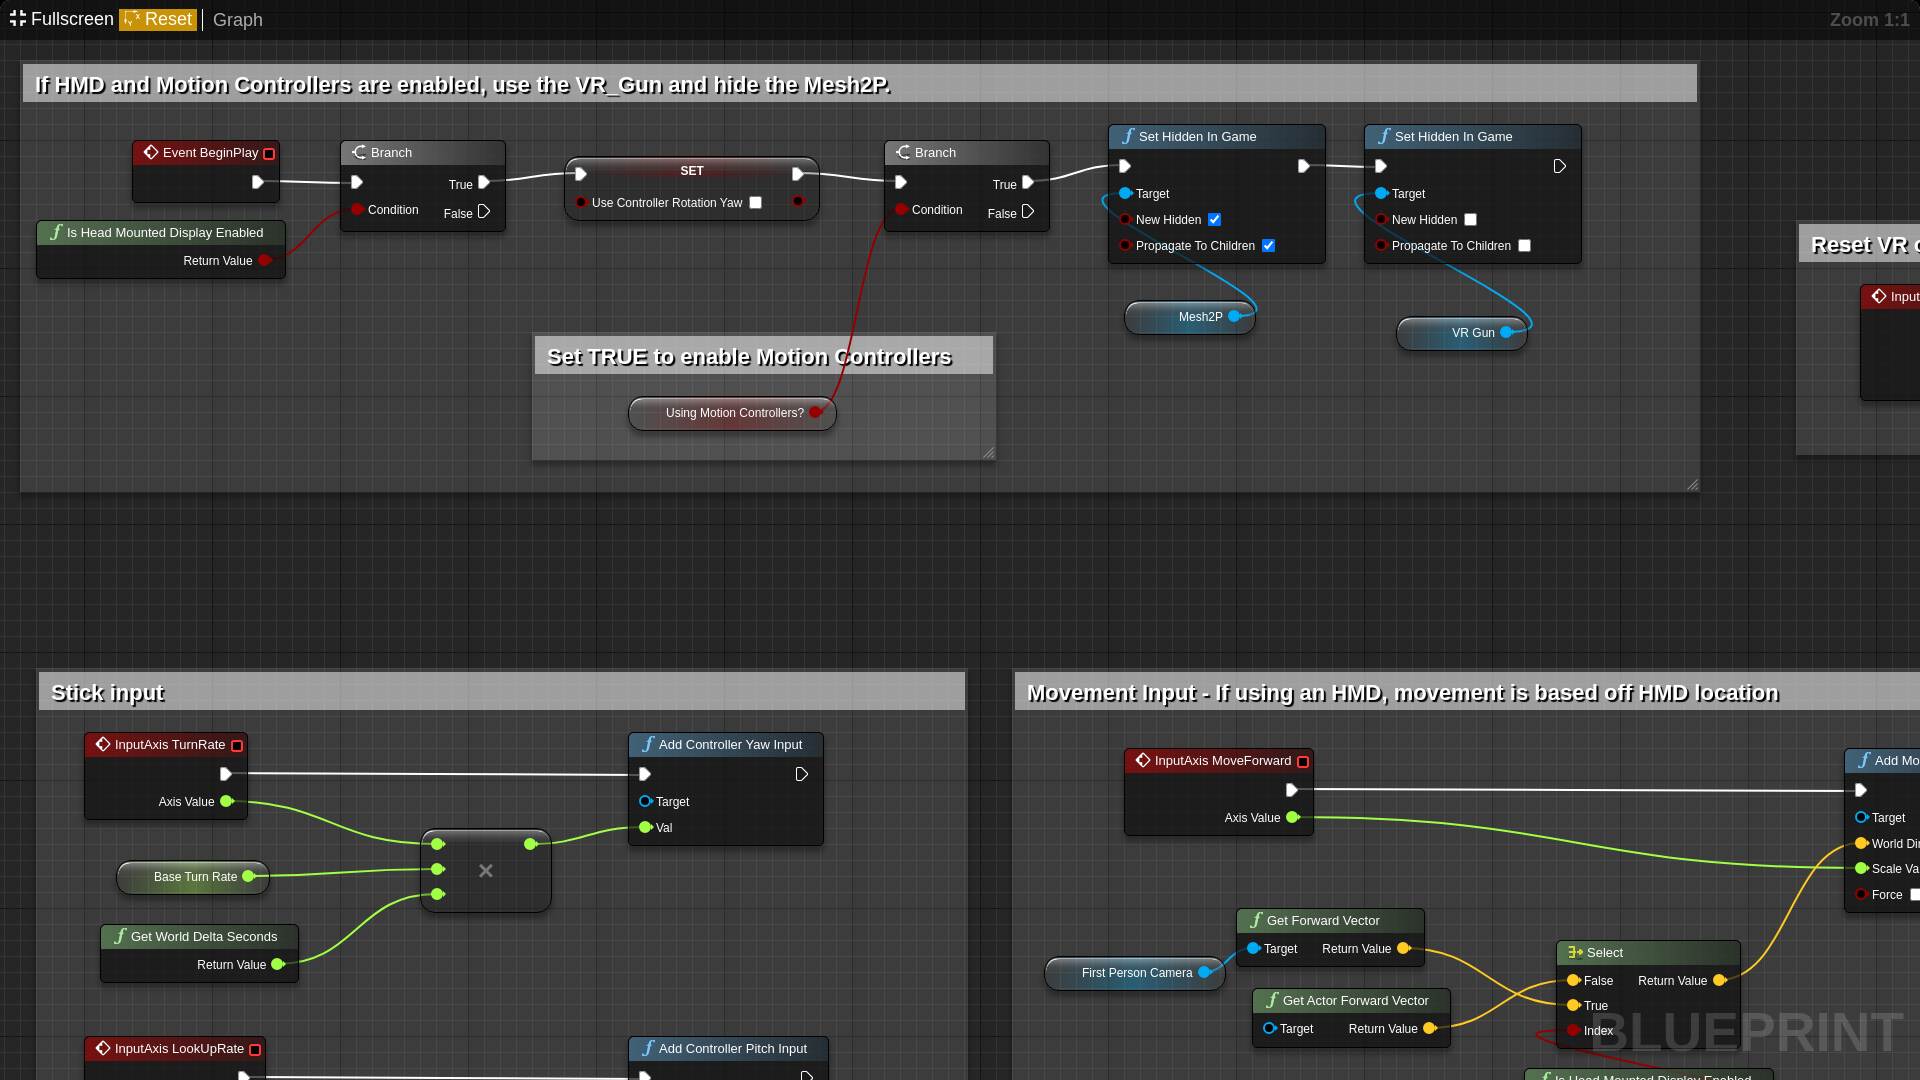 Fullscreen Reset Graph Zoom 1:1
If HMD and Motion Controllers are enabled, use the VR_Gun and hide the Mesh2P.
Event BeginPlay
Is Head Mounted Display Enabled
Return Value
Branch
True
Condition
False
SET
Use Controller Rotation Yaw
Branch
True
Condition
False
Set Hidden In Game
Target
New Hidden
Propagate To Children
Set Hidden In Game
Target
New Hidden
Propagate To Children
Mesh2P
VR Gun
Set TRUE to enable Motion Controllers
Using Motion Controllers?
Reset VR
Input
Stick input
InputAxis TurnRate
Axis Value
Base Turn Rate
Get World Delta Seconds
Return Value
Add Controller Yaw Input
Target
Val
InputAxis LookUpRate
Add Controller Pitch Input
Movement Input - If using an HMD, movement is based off HMD location
InputAxis MoveForward
Axis Value
Add Mo
Target
World Di
Scale Va
Force
Get Forward Vector
Target Return Value
First Person Camera
Get Actor Forward Vector
Target Return Value
Select
False Return Value
True
Index
Is Head Mounted Display Enabled
BLUEPRINT